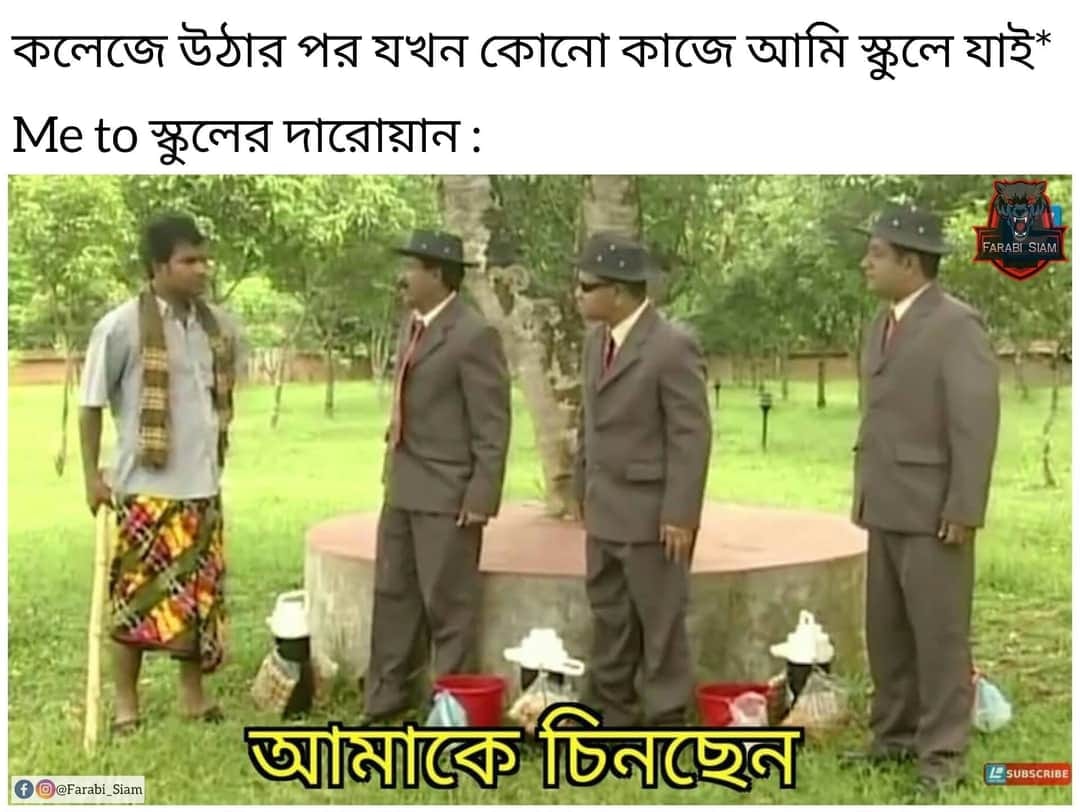 কলেজে উঠার পর যখন কোনো কাজে আমি স্কুলে যাই*
Me to স্কুলের দারোয়ান :
FARABI SIAM
আমাকে চিনছেন
@Farabi_Siam
SUBSCRIBE